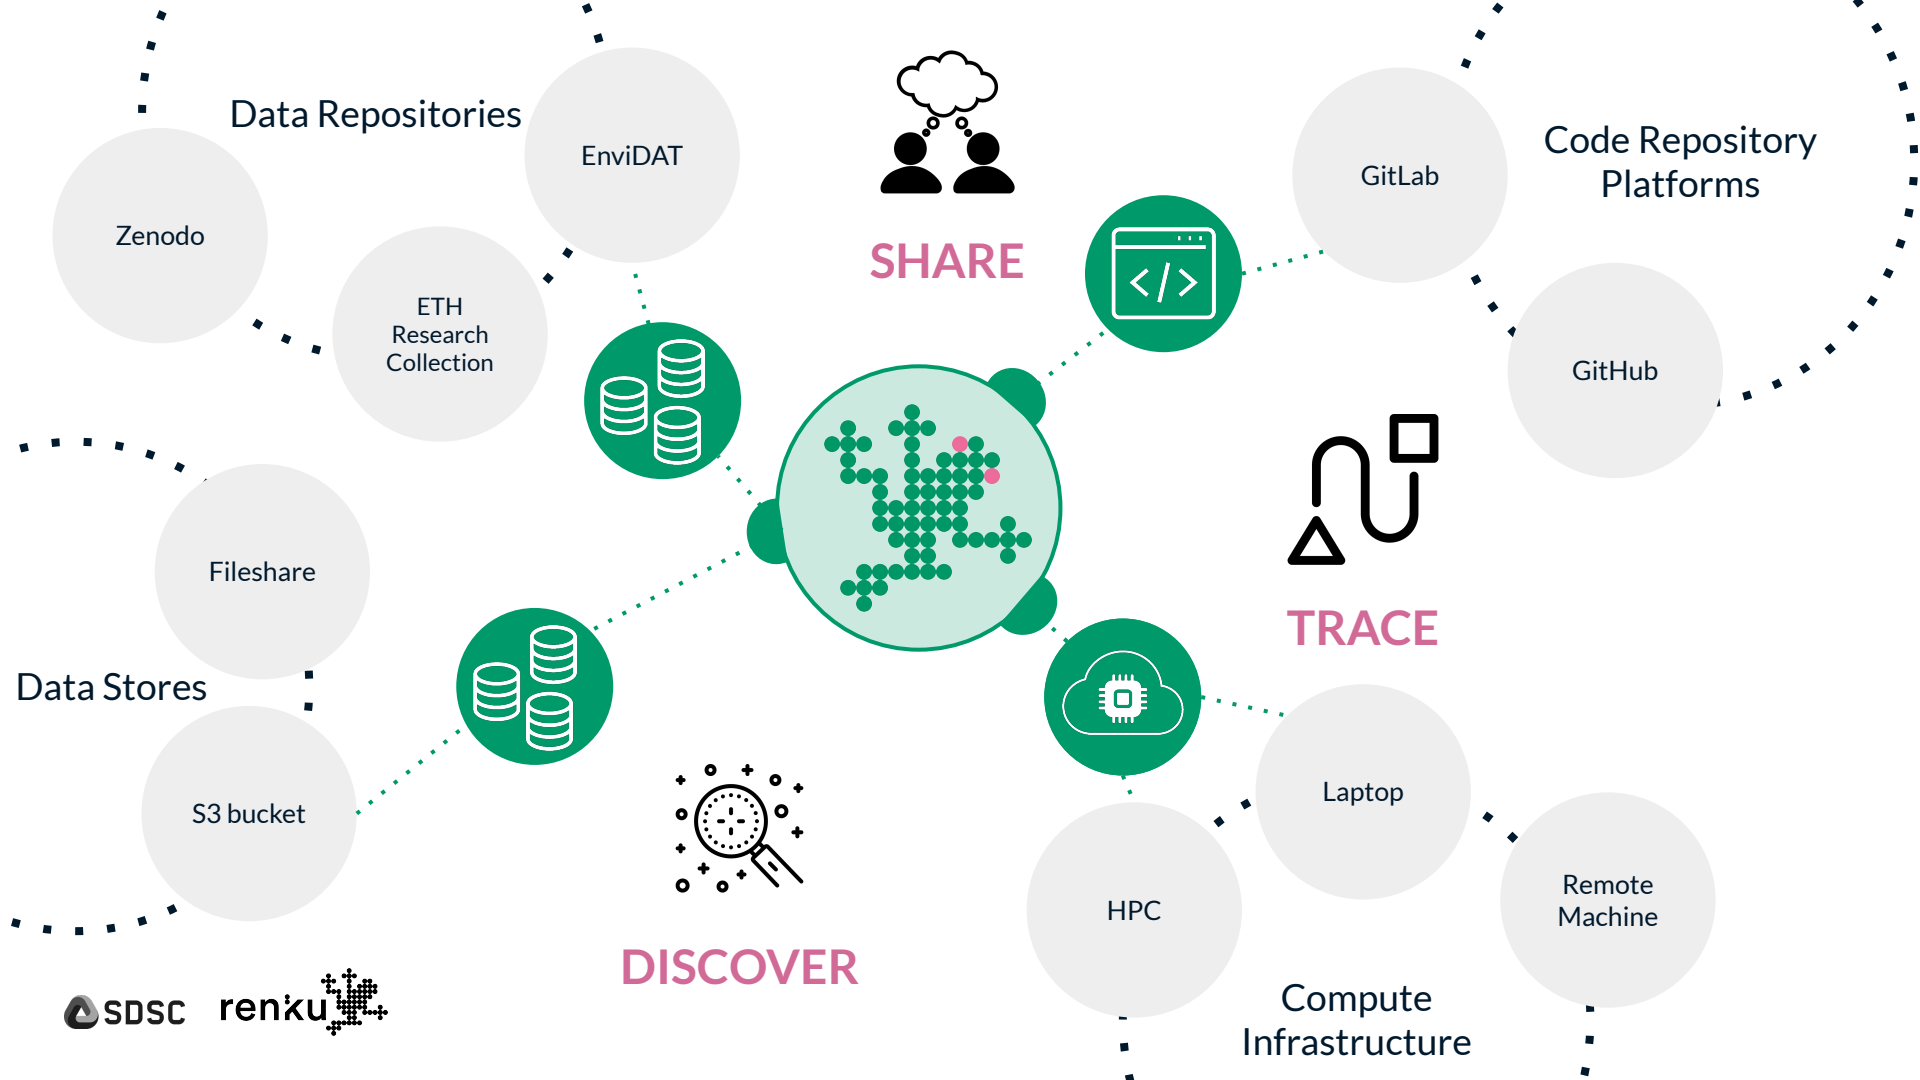 Data Repositories
EnviDAT
Zenodo
ETH
Research
Collection
SHARE
GitLab
Code Repository
Platforms
GitHub
</>
Fileshare
Data Stores
S3 bucket
TRACE
DISCOVER
Laptop
HPC
Remote
Machine
Compute
Infrastructure
SDSC
renku